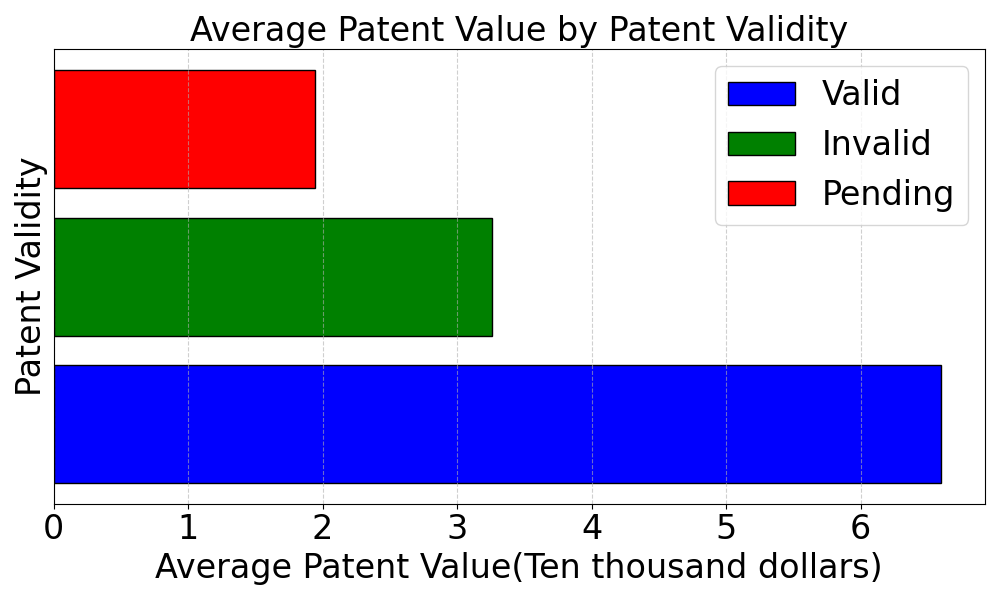 Average Patent Value by Patent Validity
Patent Validity
Valid
Invalid
Pending
0 1 2 3 4 5 6
Average Patent Value(Ten thousand dollars)